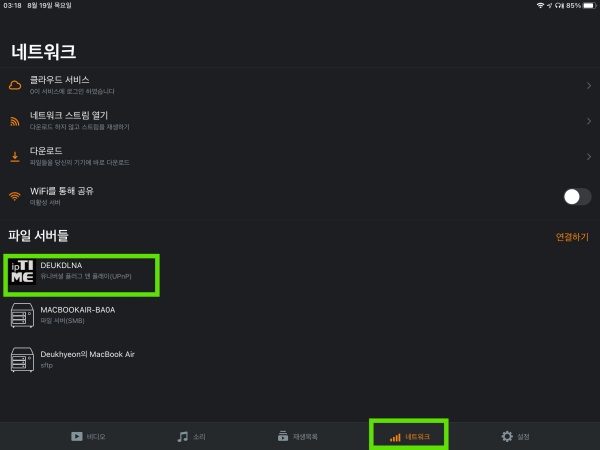 03:18 8월 19일 목요일
85%
네트워크
클라우드 서비스
0의 서비스에 로그인 하였습니다
네트워크 스트림 열기
다운로드 하지 않고 스트림을 재생하기
다운로드
파일들을 당신의 기기에 바로 다운로드
WiFi를 통해 공유
비활성 서버
파일 서버들
연결하기
ipTIME
DEUKDLNA
유니버설 플러그 앤 플레이(UPnP)
MACBOOKAIR-BA0A
파일 서버(SMB)
Deukhyeon의 MacBook Air
sftp
비디오
소리
재생목록
네트워크
설정